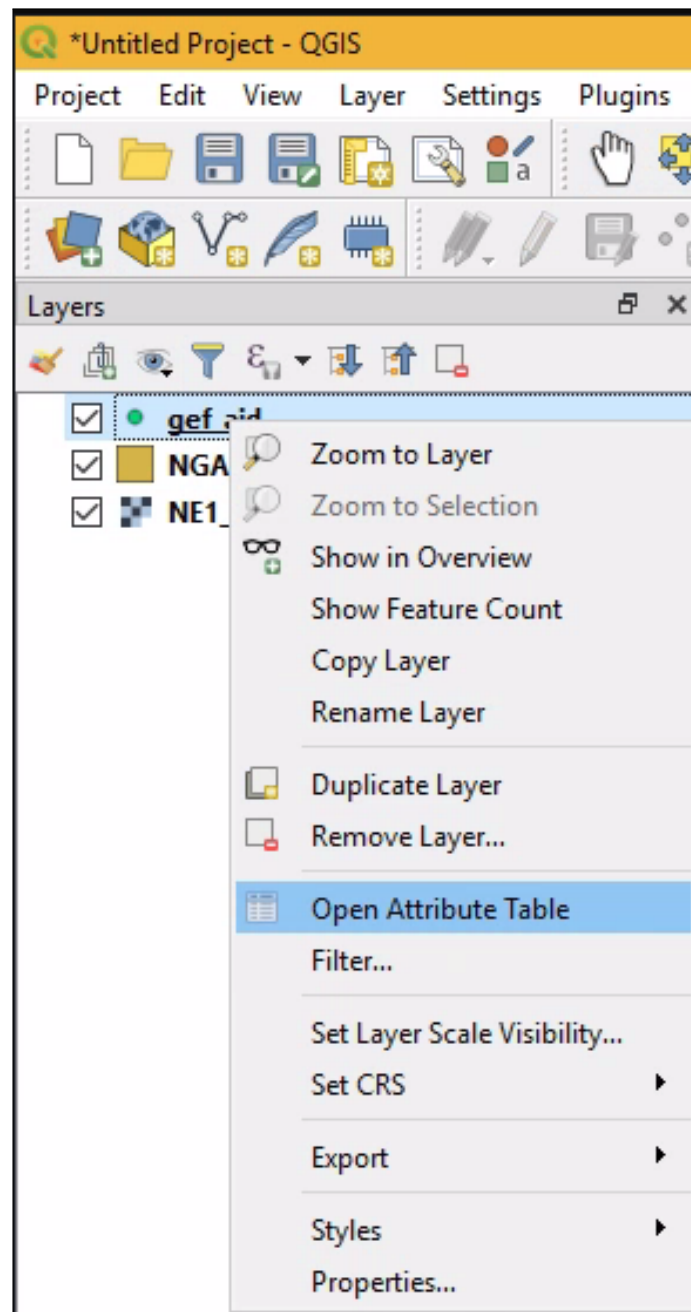 *Untitled Project - QGIS
Project Edit View Layer Settings Plugins
a
Layers
gef_aid
NGA
NE1_
Zoom to Layer
Zoom to Selection
Show in Overview
Show Feature Count
Copy Layer
Rename Layer
Duplicate Layer
Remove Layer...
Open Attribute Table
Filter...
Set Layer Scale Visibility...
Set CRS
Export
Styles
Properties...